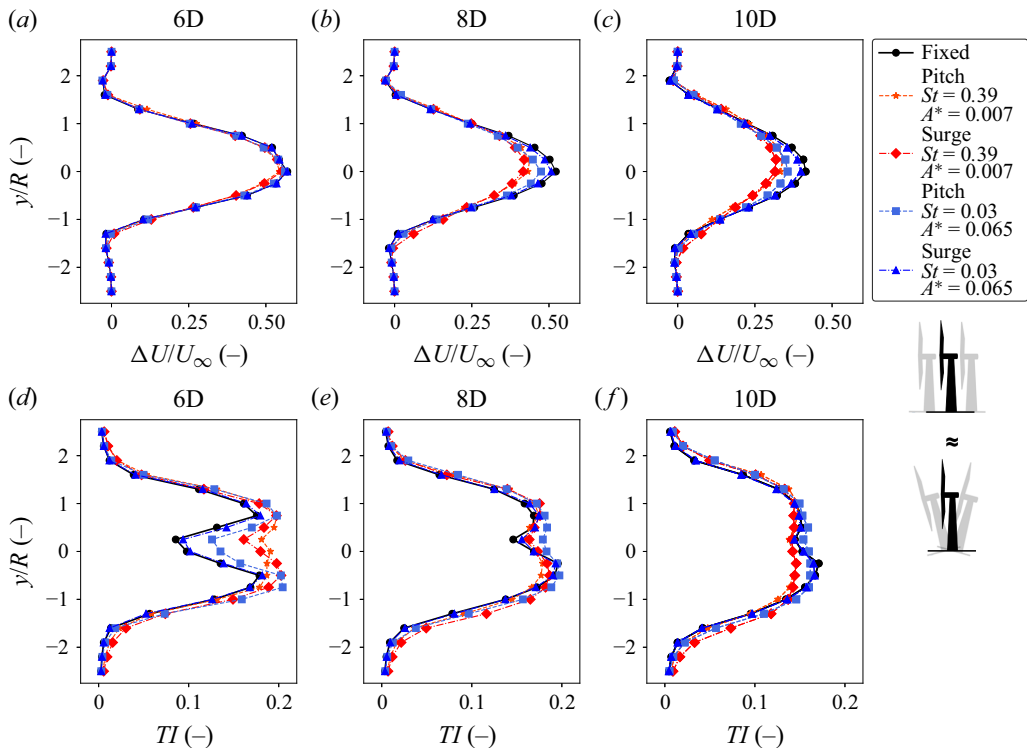 (a) 6D (b) 8D (c) 10D
2
1
0
−1
−2
y/R (–)
0 0.25 0.50 0 0.25 0.50 0 0.25 0.50
ΔU/U∞ (–) ΔU/U∞ (–) ΔU/U∞ (–)
Fixed
Pitch
St = 0.39
A* = 0.007
Surge
St = 0.39
A* = 0.007
Pitch
St = 0.03
A* = 0.065
Surge
St = 0.03
A* = 0.065
≈
(d) 6D (e) 8D (f) 10D
2
1
0
−1
−2
y/R (–)
0 0.1 0.2 0 0.1 0.2 0 0.1 0.2
TI (–) TI (–) TI (–)